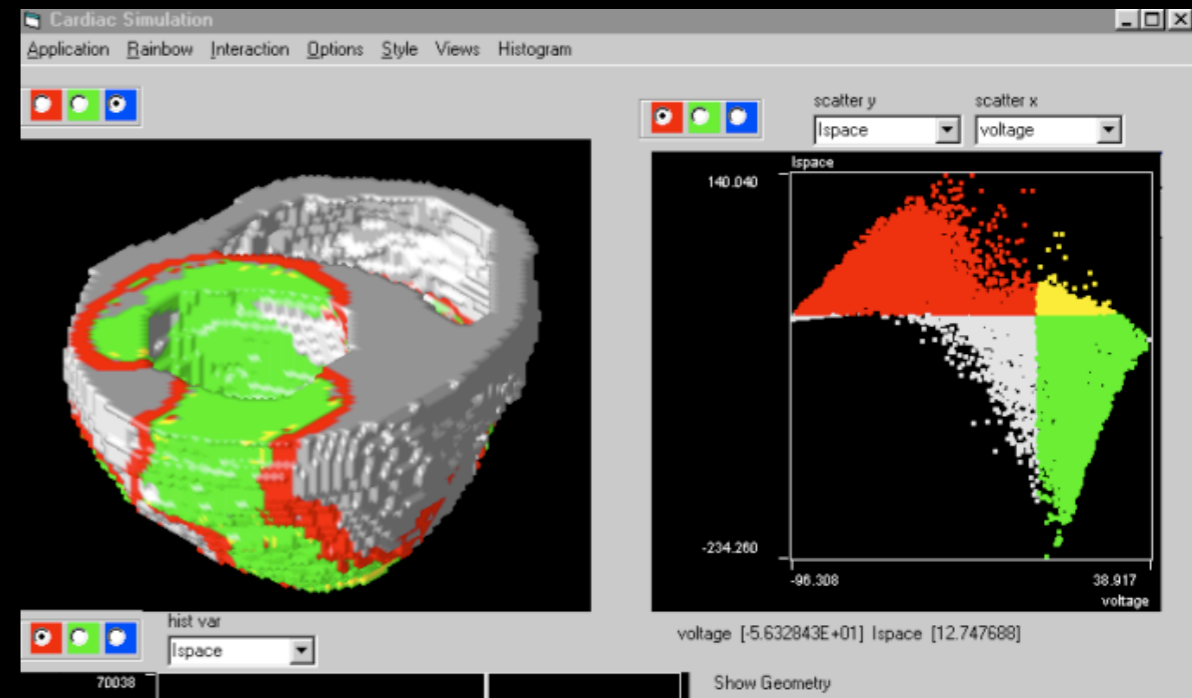 Cardiac Simulation
Application Rainbow Interaction Options Style Views Histogram
scatter y scatter x
Ispace voltage
Ispace
140.040
-234.260
-96.308 38.917
voltage
hist var
Ispace
voltage [-5.632843E+01] Ispace [12.747688]
70038
Show Geometry